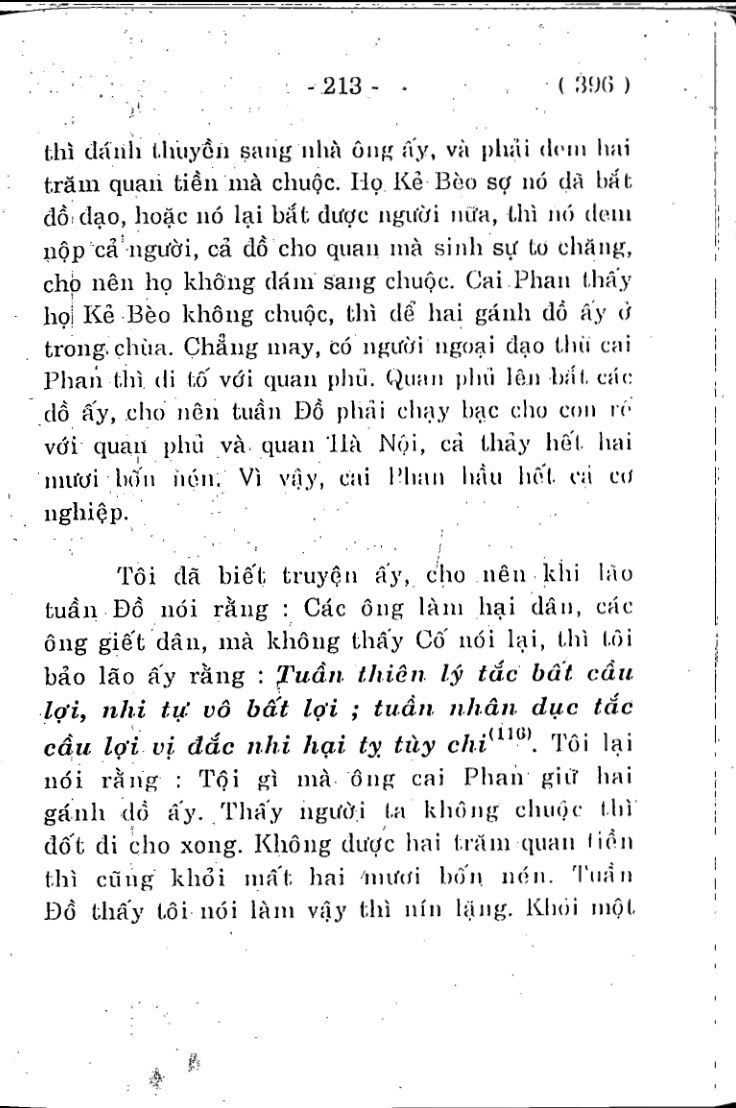 - 213 - ( 396 )
thì đánh thuyền sang nhà ông ấy, và phải đem hai
trăm quan tiền mà chuộc. Họ Kẻ Bèo sợ nó đã bắt
đồ đạo, hoặc nó lại bắt được người nữa, thì nó đem
nộp cả người, cả đồ cho quan mà sinh sự to chăng,
cho nên họ không dám sang chuộc. Cai Phan thấy
họ Kẻ Bèo không chuộc, thì để hai gánh đồ ấy ở
trong chùa. Chẳng may, có người ngoại đạo thù cai
Phan thì đi tố với quan phủ. Quan phủ lên bắt các
đồ ấy, cho nên tuần Đồ phải chạy bạc cho con rể
với quan phủ và quan Hà Nội, cả thảy hết hai
mươi bốn nén. Vì vậy, cai Phan hầu hết cả cơ
nghiệp.
Tôi đã biết truyện ấy, cho nên khi lão
tuần Đồ nói rằng : Các ông làm hại dân, các
ông giết dân, mà không thấy Cố nói lại, thì tôi
bảo lão ấy rằng : Tuần thiên lý tắc bất cầu
lợi, nhi tự vô bất lợi ; tuần nhân dục tắc
cầu lợi vị đắc nhi hại tỵ tùy chi(116). Tôi lại
nói rằng : Tội gì mà ông cai Phan giữ hai
gánh đồ ấy. Thấy người ta không chuộc thì
đốt đi cho xong. Không được hai trăm quan tiền
thì cũng khỏi mất hai mươi bốn nén. Tuần
Đồ thấy tôi nói làm vậy thì nín lặng. Khỏi một